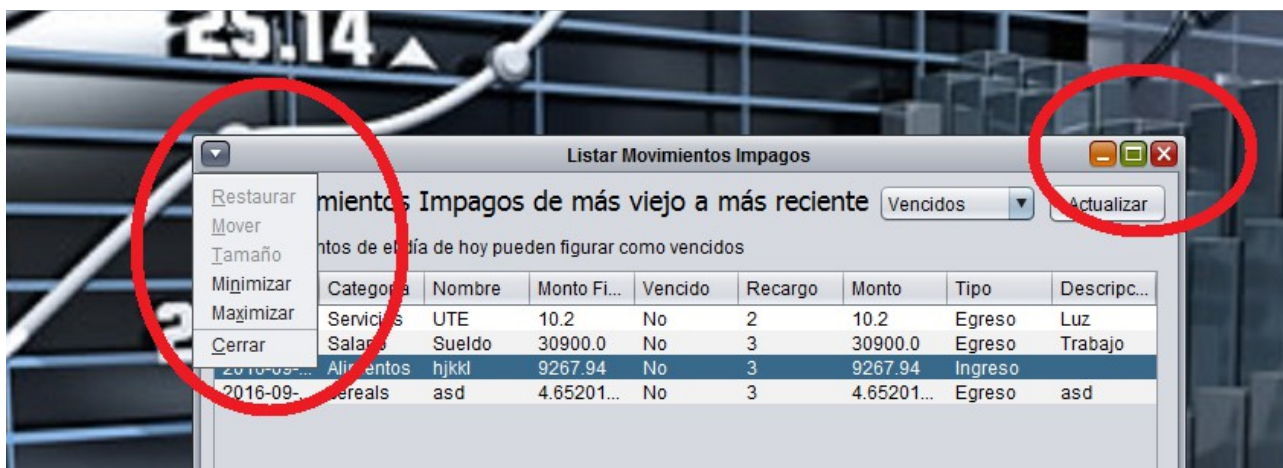 25.14
Listar Movimientos Impagos
mientos Impagos de más viejo a más reciente Vencidos Actualizar
ntos de el día de hoy pueden figurar como vencidos
Restaurar
Mover
Tamaño
Minimizar
Maximizar
Cerrar
Categoria Nombre Monto Fi... Vencido Recargo Monto Tipo Descripc...
Servicios UTE 10.2 No 2 10.2 Egreso Luz
Salario Sueldo 30900.0 No 3 30900.0 Egreso Trabajo
2016-09-... Alimentos hjkkl 9267.94 No 3 9267.94 Ingreso
2016-09-... cereals asd 4.65201... No 3 4.65201... Egreso asd